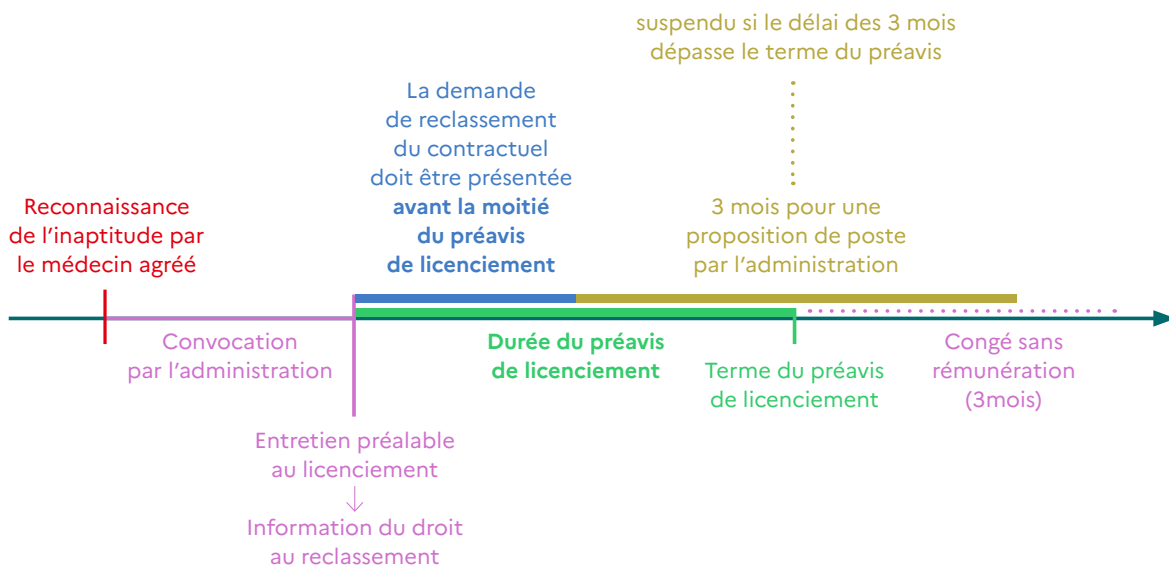 suspendu si le délai des 3 mois
dépasse le terme du préavis
La demande
de reclassement
du contractuel
doit être présentée
avant la moitié
du préavis
de licenciement
Reconnaissance
de l’inaptitude par
le médecin agréé
3 mois pour une
proposition de poste
par l’administration
Convocation
par l’administration
Durée du préavis
de licenciement
Terme du préavis
de licenciement
Congé sans
rémunération
(3mois)
Entretien préalable
au licenciement
Information du droit
au reclassement